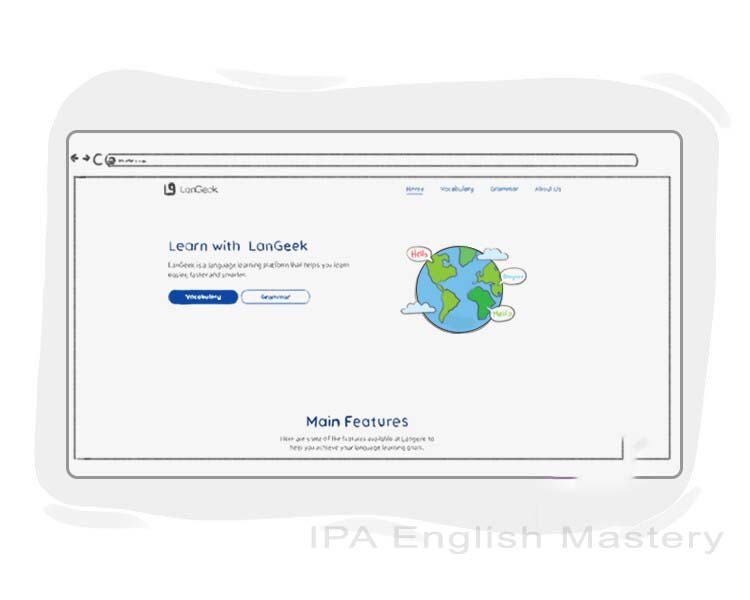 LanGeek
Home Vocabulary Grammar About Us
Learn with LanGeek
LanGeek is a language learning platform that helps you learn
easier, faster and smarter.
Vocabulary Grammar
Hello
Bonjour
Main Features
Here are some of the features available at Langeek to
help you achieve your language learning goals.
IPA English Mastery